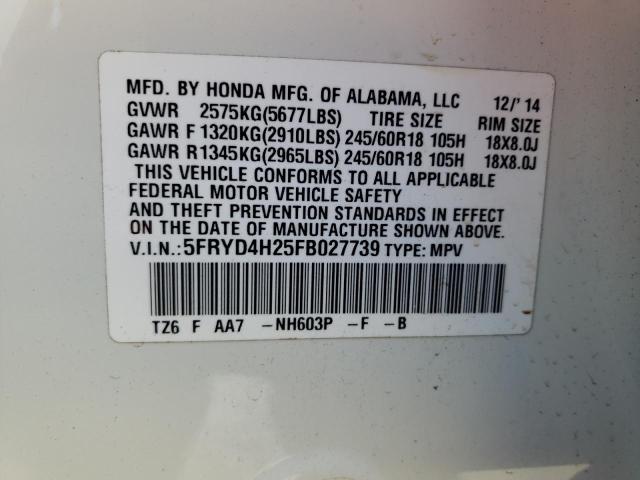 MFD. BY HONDA MFG. OF ALABAMA, LLC 12/'14
GVWR 2575KG(5677LBS) TIRE SIZE RIM SIZE
GAWR F 1320KG(2910LBS) 245/60R18 105H 18X8.0J
GAWR R1345KG(2965LBS) 245/60R18 105H 18X8.0J
THIS VEHICLE CONFORMS TO ALL APPLICABLE
FEDERAL MOTOR VEHICLE SAFETY
AND THEFT PREVENTION STANDARDS IN EFFECT
ON THE DATE OF MANUFACTURE SHOWN ABOVE.
V.I.N.:5FRYD4H25FB027739 TYPE: MPV
TZ6 F AA7 -NH603P -F -B